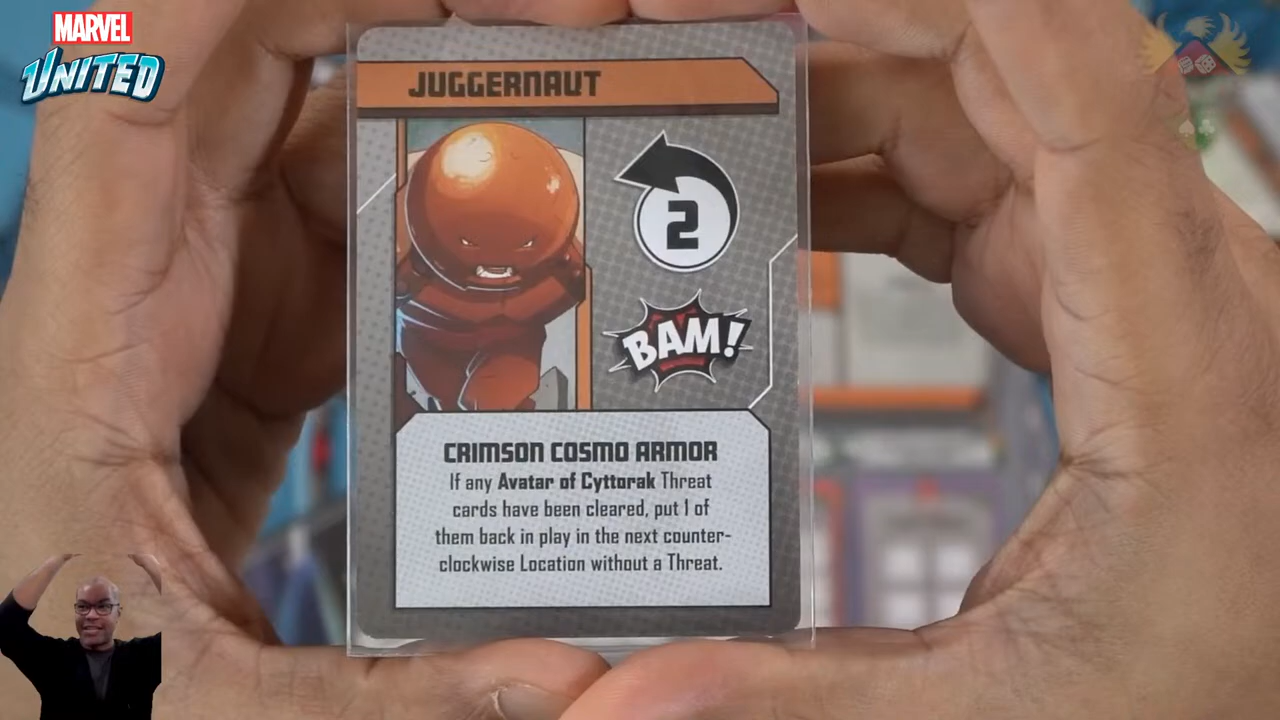 MARVEL
UNITED
JUGGERNAUT
2
BAM!
CRIMSON COSMO ARMOR
If any Avatar of Cyttorak Threat
cards have been cleared, put 1 of
them back in play in the next counter-
clockwise Location without a Threat.